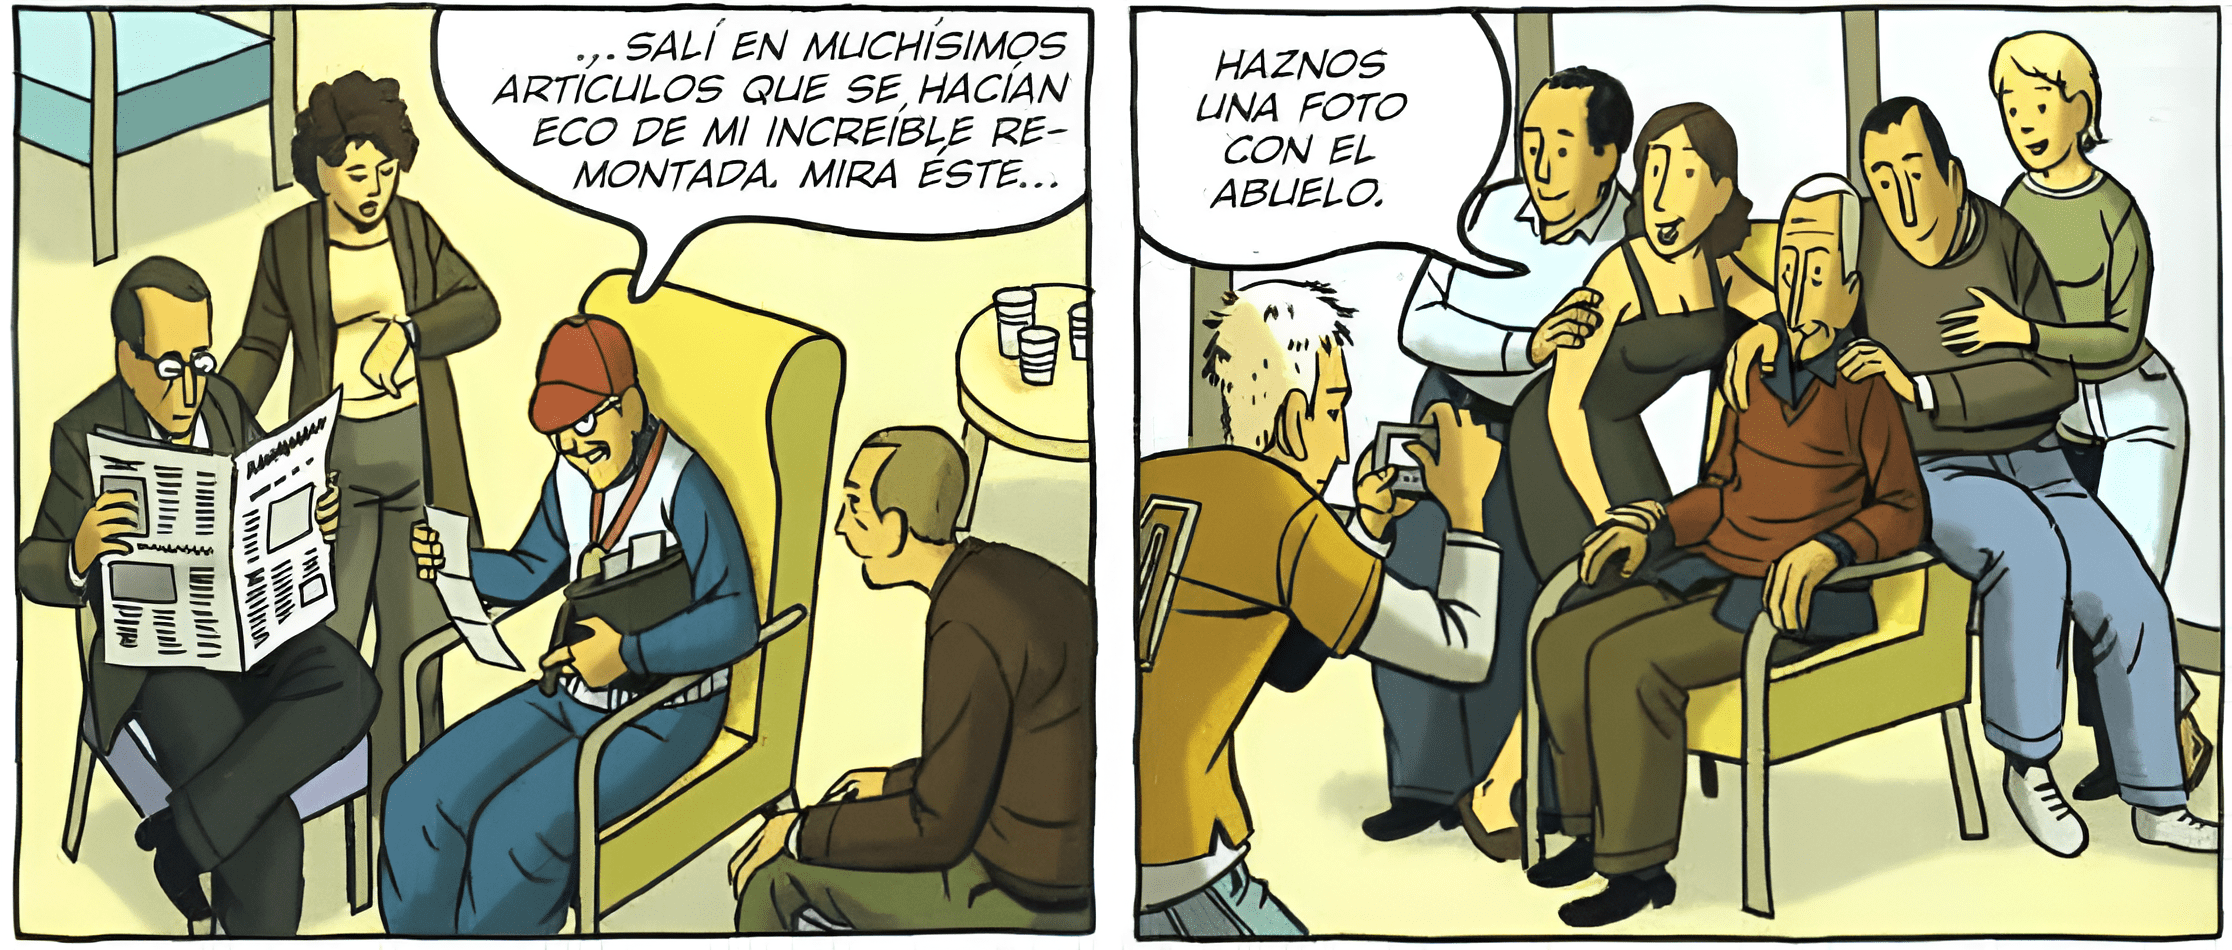 ...SALÍ EN MUCHÍSIMOS
ARTÍCULOS QUE SE HACÍAN
ECO DE MI INCREÍBLE RE-
MONTADA. MIRA ÉSTE...
HAZNOS
UNA FOTO
CON EL
ABUELO.